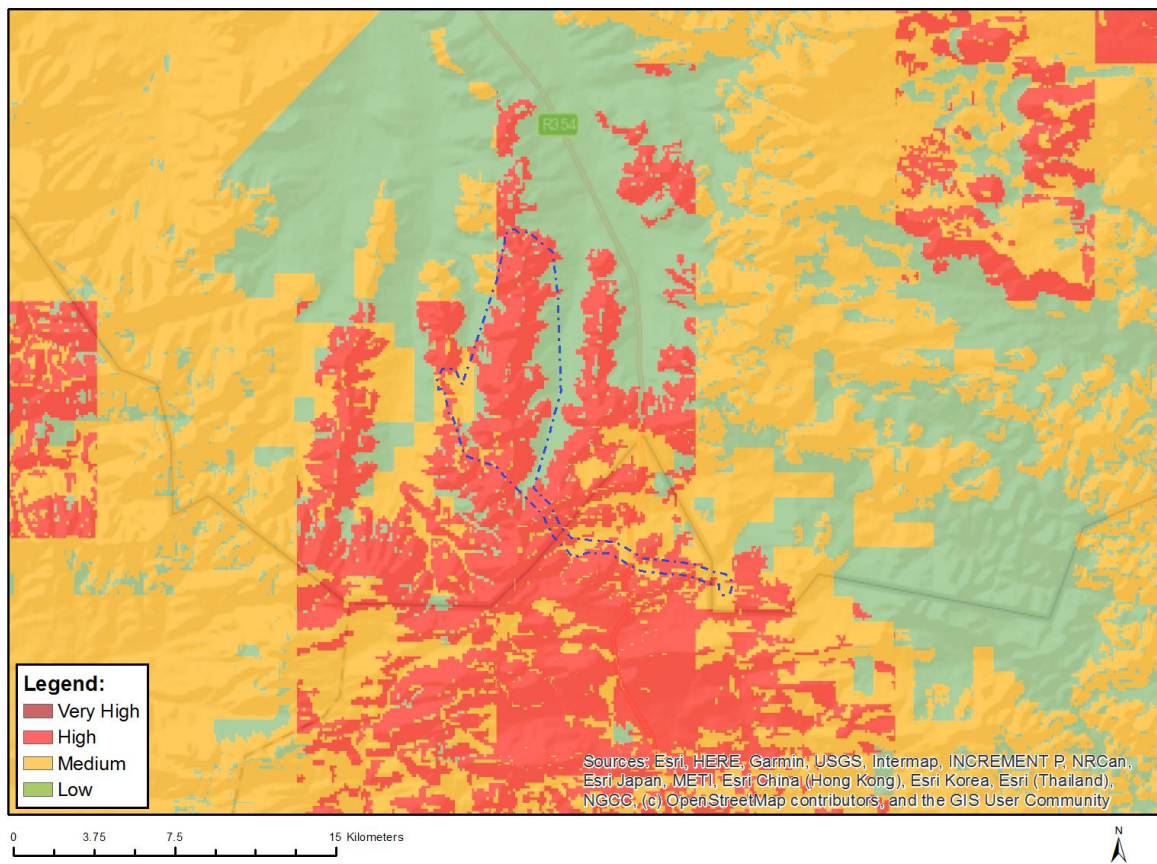 R354
Legend:
Very High
High
Medium
Low
Sources: Esri, HERE, Garmin, USGS, Intermap, INCREMENT P, NRCan,
Esri Japan, METI, Esri China (Hong Kong), Esri Korea, Esri (Thailand),
NGCC, (c) OpenStreetMap contributors, and the GIS User Community
0 3.75 7.5 15 Kilometers
N